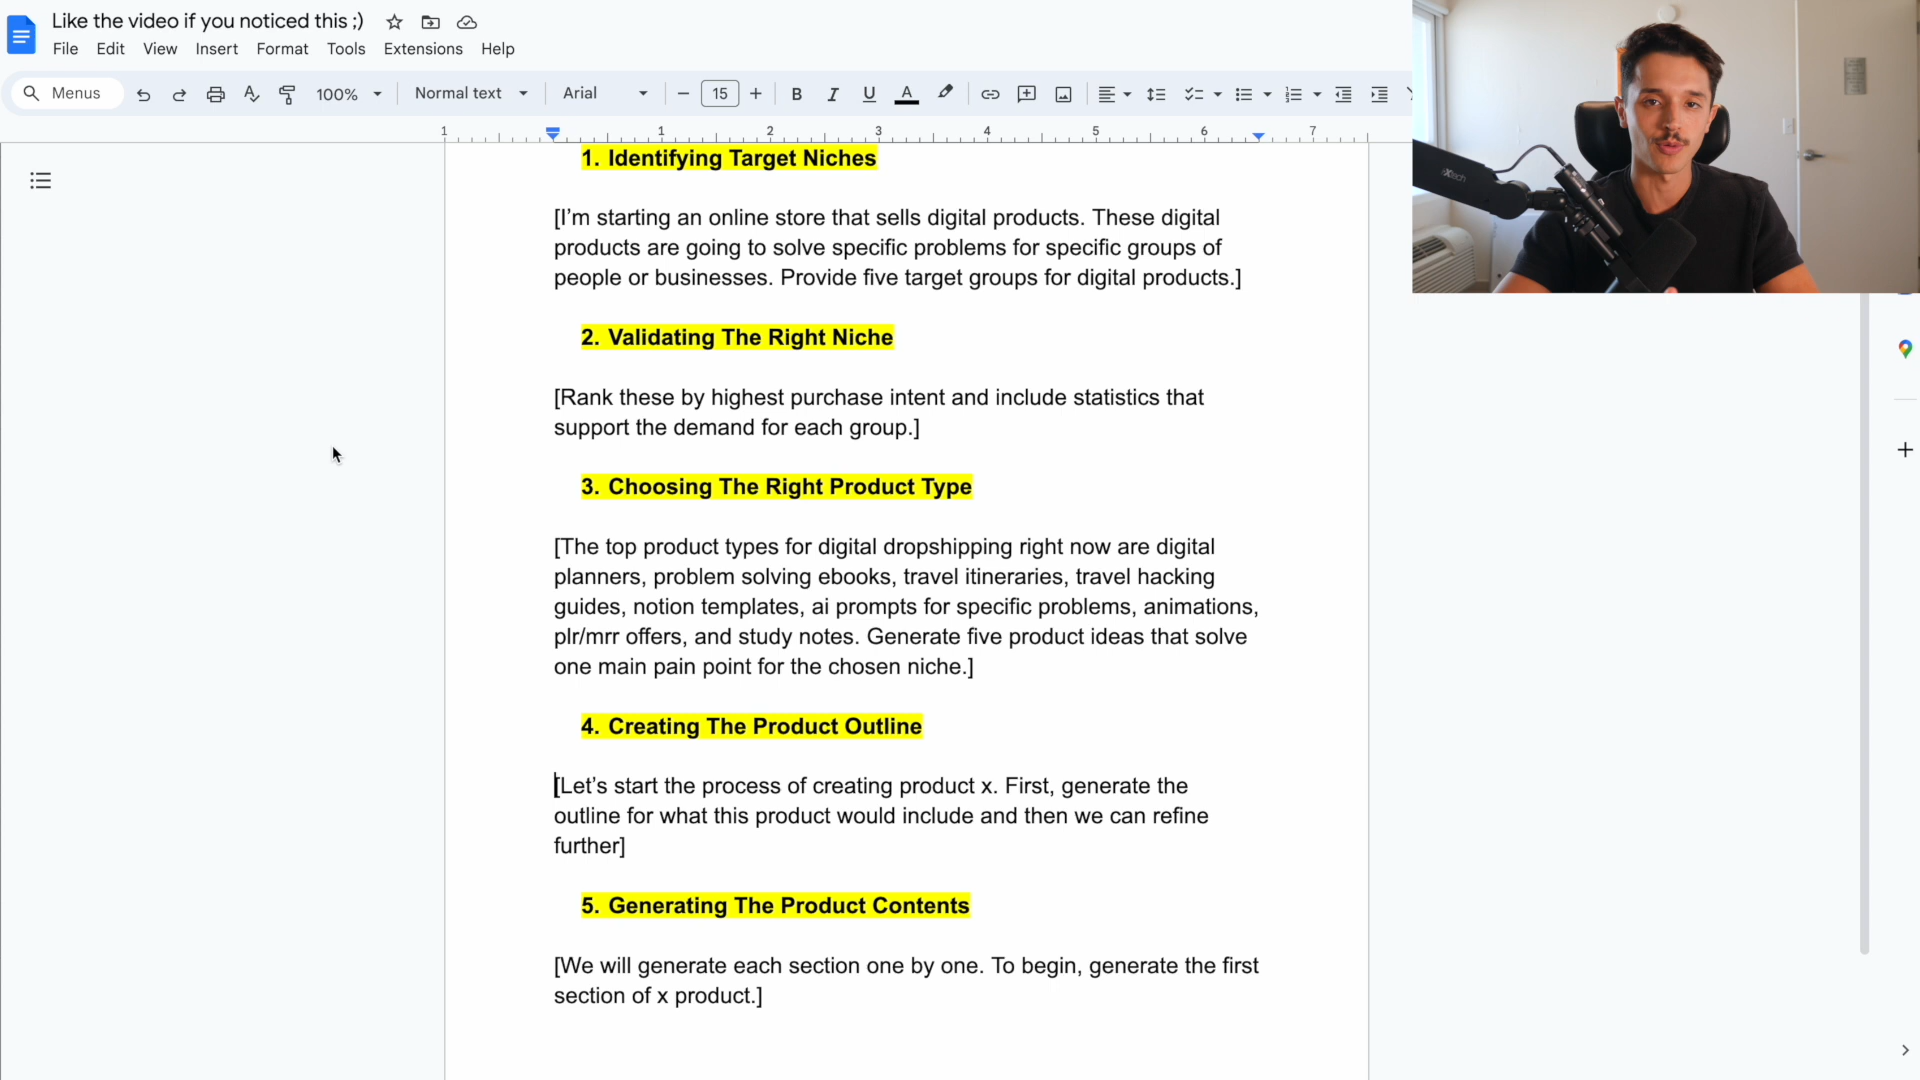 Like the video if you noticed this ;)
File Edit View Insert Format Tools Extensions Help
Menus 100% Normal text Arial 15 B I U A
1 1 2 3 4 5 6 7
1. Identifying Target Niches
[I’m starting an online store that sells digital products. These digital
products are going to solve specific problems for specific groups of
people or businesses. Provide five target groups for digital products.]
2. Validating The Right Niche
[Rank these by highest purchase intent and include statistics that
support the demand for each group.]
3. Choosing The Right Product Type
[The top product types for digital dropshipping right now are digital
planners, problem solving ebooks, travel itineraries, travel hacking
guides, notion templates, ai prompts for specific problems, animations,
plr/mrr offers, and study notes. Generate five product ideas that solve
one main pain point for the chosen niche.]
4. Creating The Product Outline
[Let’s start the process of creating product x. First, generate the
outline for what this product would include and then we can refine
further]
5. Generating The Product Contents
[We will generate each section one by one. To begin, generate the first
section of x product.]